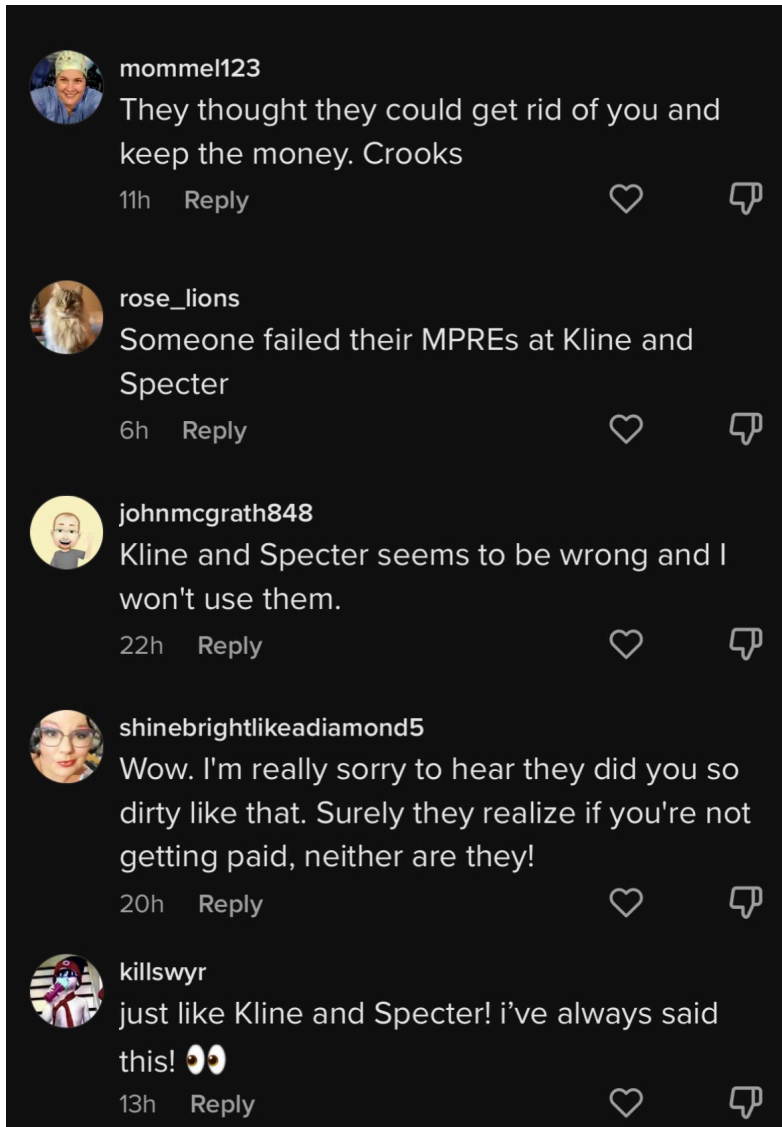 mommel123
They thought they could get rid of you and
keep the money. Crooks
11h Reply
rose_lions
Someone failed their MPREs at Kline and
Specter
6h Reply
johnmcgrath848
Kline and Specter seems to be wrong and I
won't use them.
22h Reply
shinebrightlikeadiamond5
Wow. I'm really sorry to hear they did you so
dirty like that. Surely they realize if you're not
getting paid, neither are they!
20h Reply
killswyr
just like Kline and Specter! i’ve always said
this! 👀
13h Reply